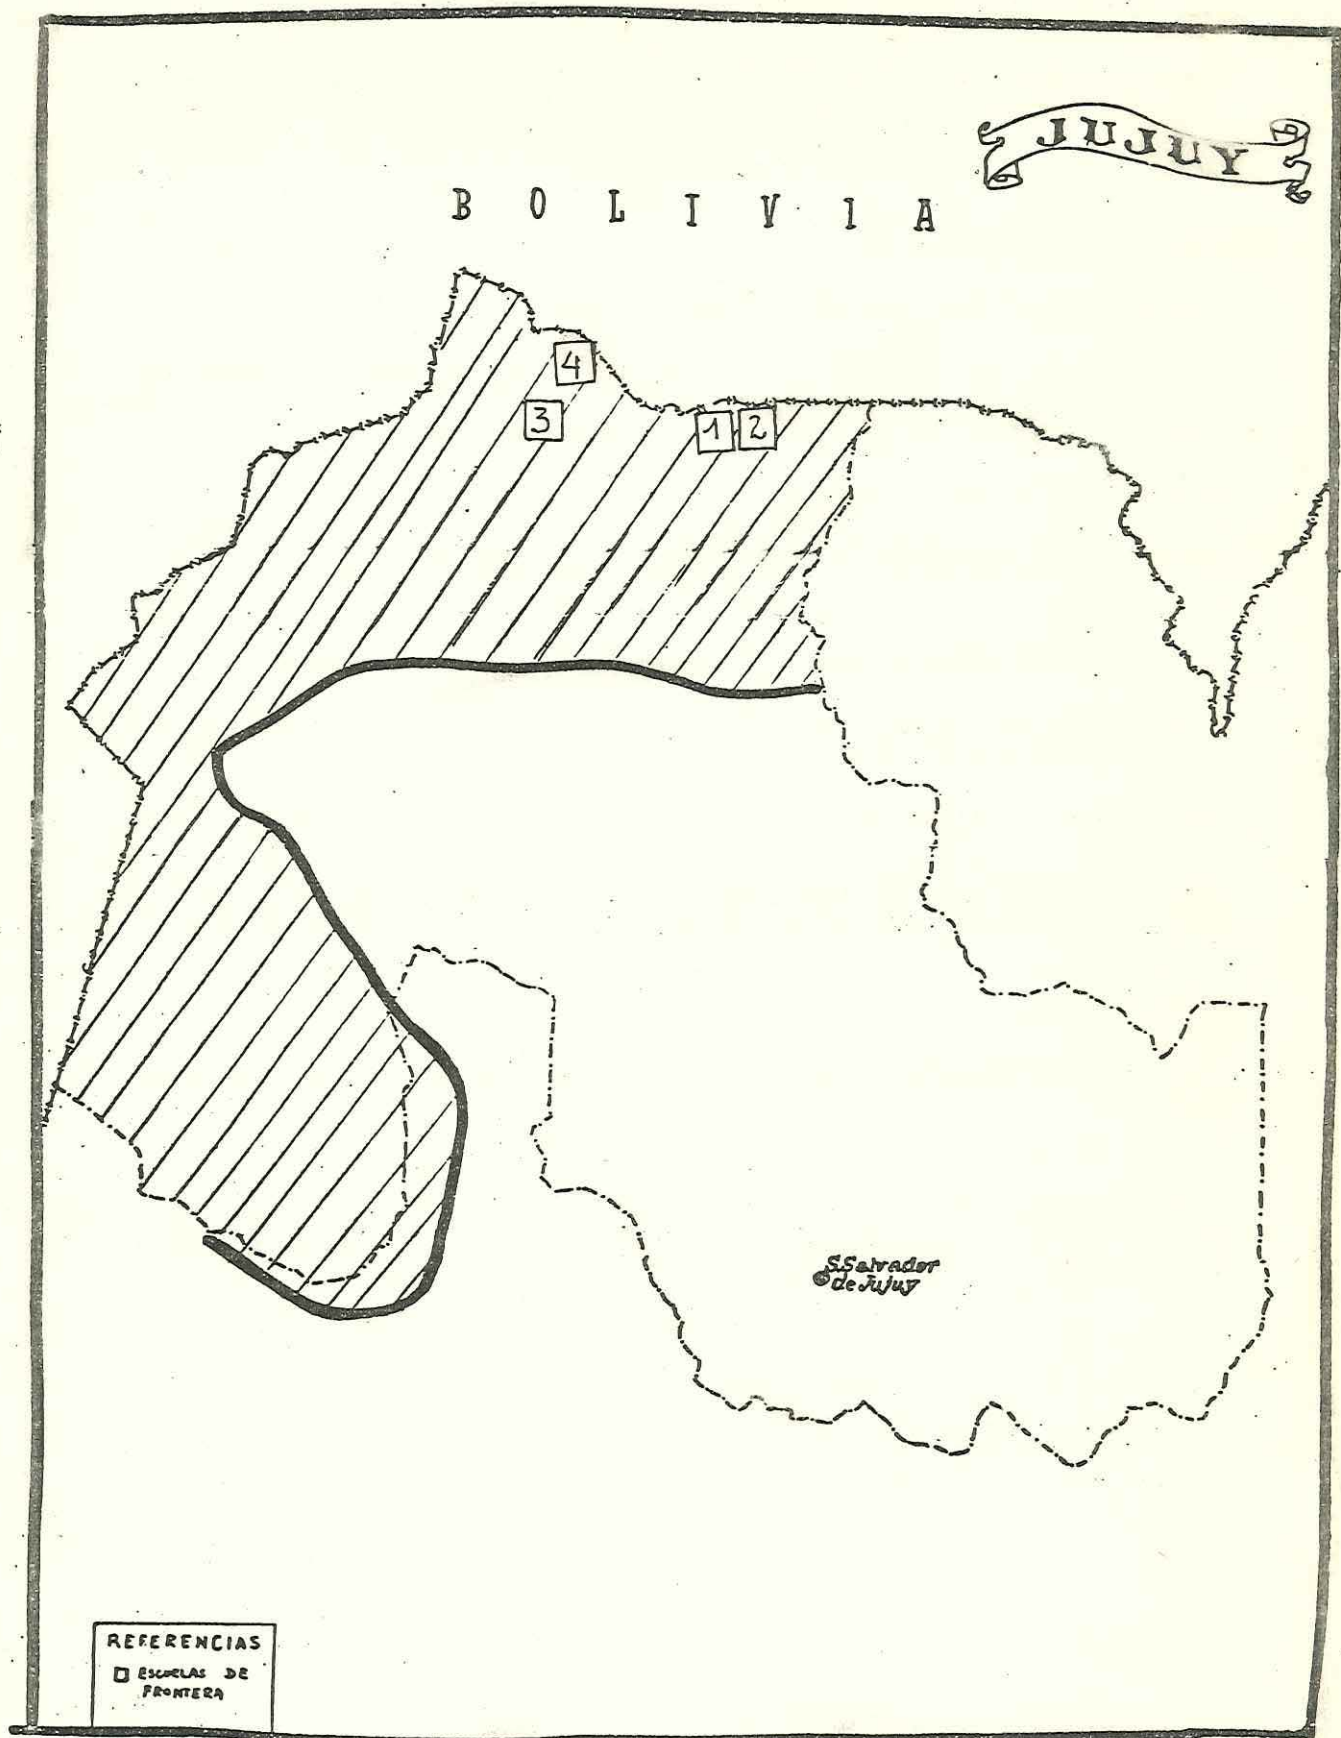 JUJUY
BOLIVIA
4
3
1 2
S.Salvador
de Jujuy
REFERENCIAS
ESCUELAS DE
FRONTERA